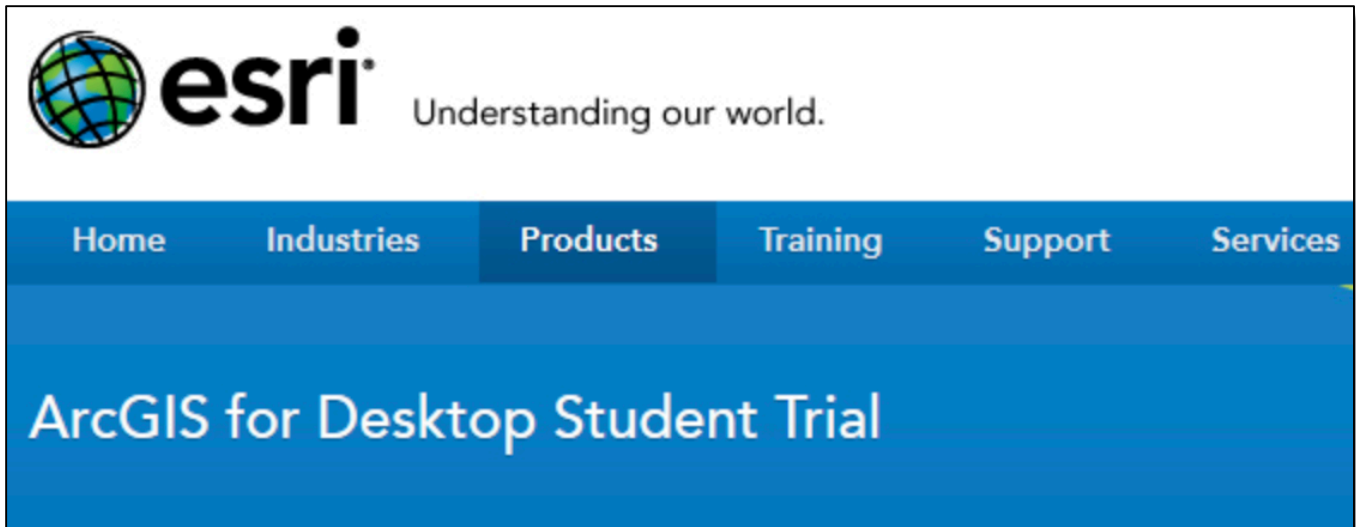 esri®
Understanding our world.
Home Industries Products Training Support Services
ArcGIS for Desktop Student Trial